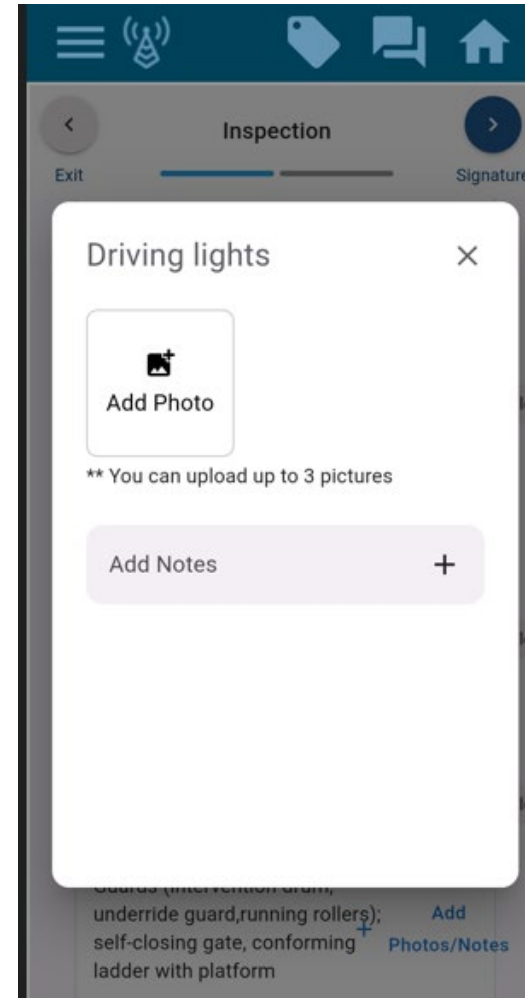 Inspection
Exit
Signature
Driving lights
Add Photo
** You can upload up to 3 pictures
Add Notes
underride guard,running rollers);
self-closing gate, conforming
ladder with platform
Add
Photos/Notes